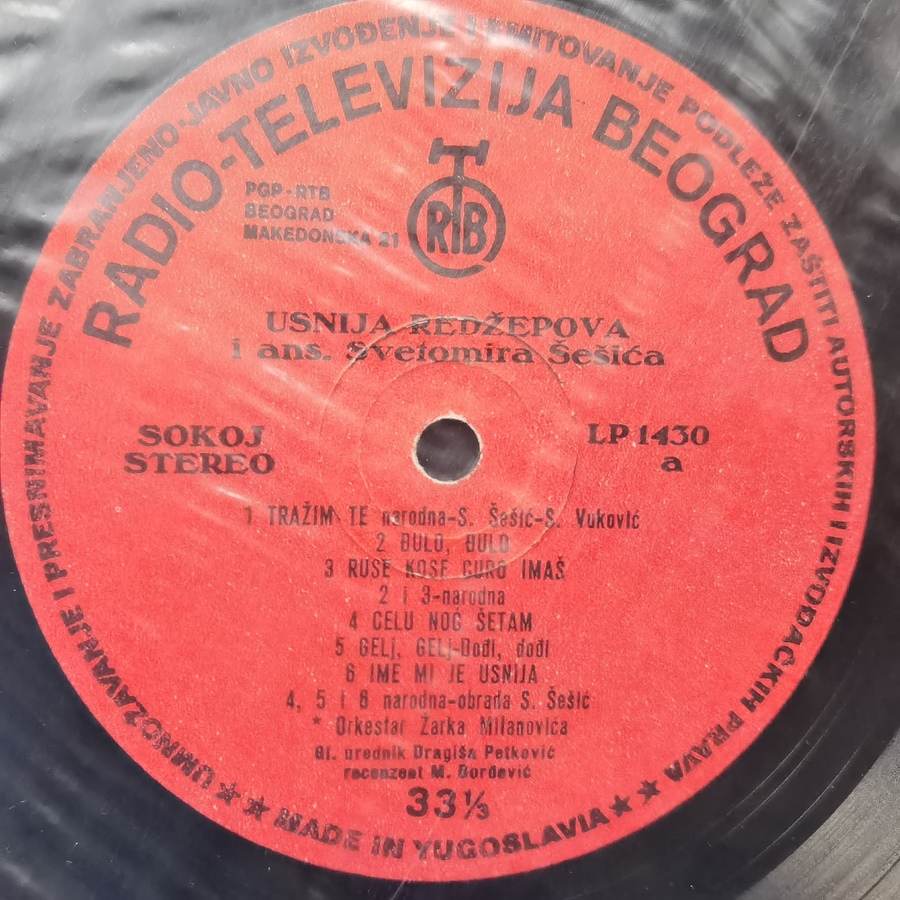 UMNOŽAVANJE I PRESNIMAVANJE ZABRANJENO-JAVNO IZVOĐENJE I EMITOVANJE PODLEŽE ZAŠTITI AUTORSKIH I IZVOĐAČKIH PRAVA
RADIO-TELEVIZIJA BEOGRAD
PGP-RTB
BEOGRAD
MAKEDONSKA 21
RTB
USNIJA REDŽEPOVA
i ans. Svetomira Šešića
SOKOJ
STEREO
LP 1430
a
1 TRAŽIM TE narodna-S. Šešić-S. Vuković
2 ĐULO, ĐULO
3 RUSE KOSE CURO IMAŠ
2 i 3-narodna
4 CELU NOĆ ŠETAM
5 GELJ, GELJ-Dođi, dođi
6 IME MI JE USNIJA
4, 5 i 6 narodna-obrada S. Šešić
* Orkestar Žarka Milanovića
Gl. urednik Dragiša Petković
recenzent M. Đorđević
33⅓
★ ★ MADE IN YUGOSLAVIA ★ ★